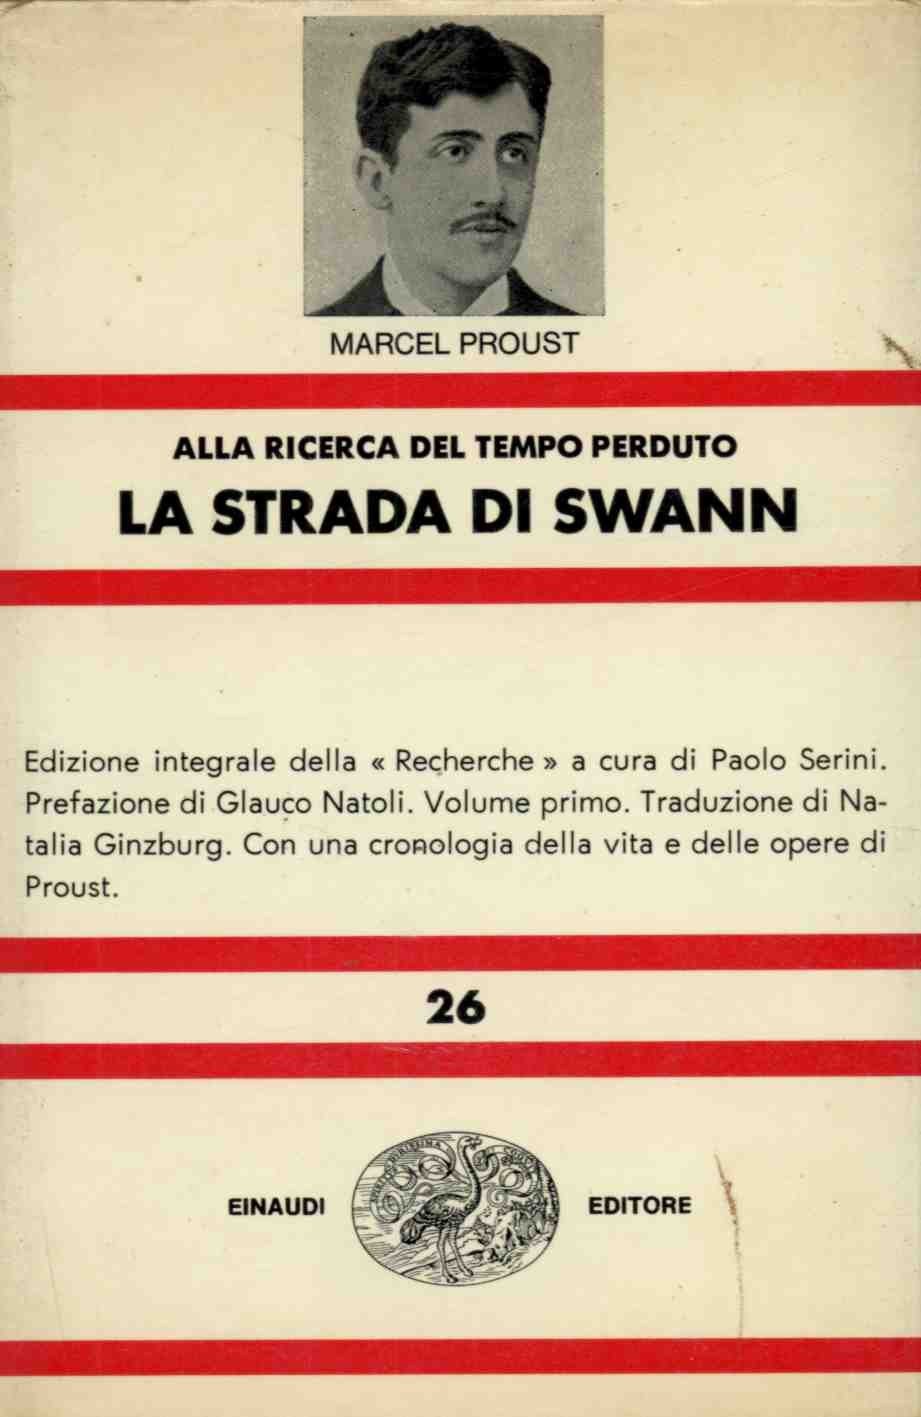 MARCEL PROUST
ALLA RICERCA DEL TEMPO PERDUTO
LA STRADA DI SWANN
Edizione integrale della « Recherche » a cura di Paolo Serini.
Prefazione di Glauco Natoli. Volume primo. Traduzione di Na-
talia Ginzburg. Con una cronologia della vita e delle opere di
Proust.
26
EINAUDI EDITORE